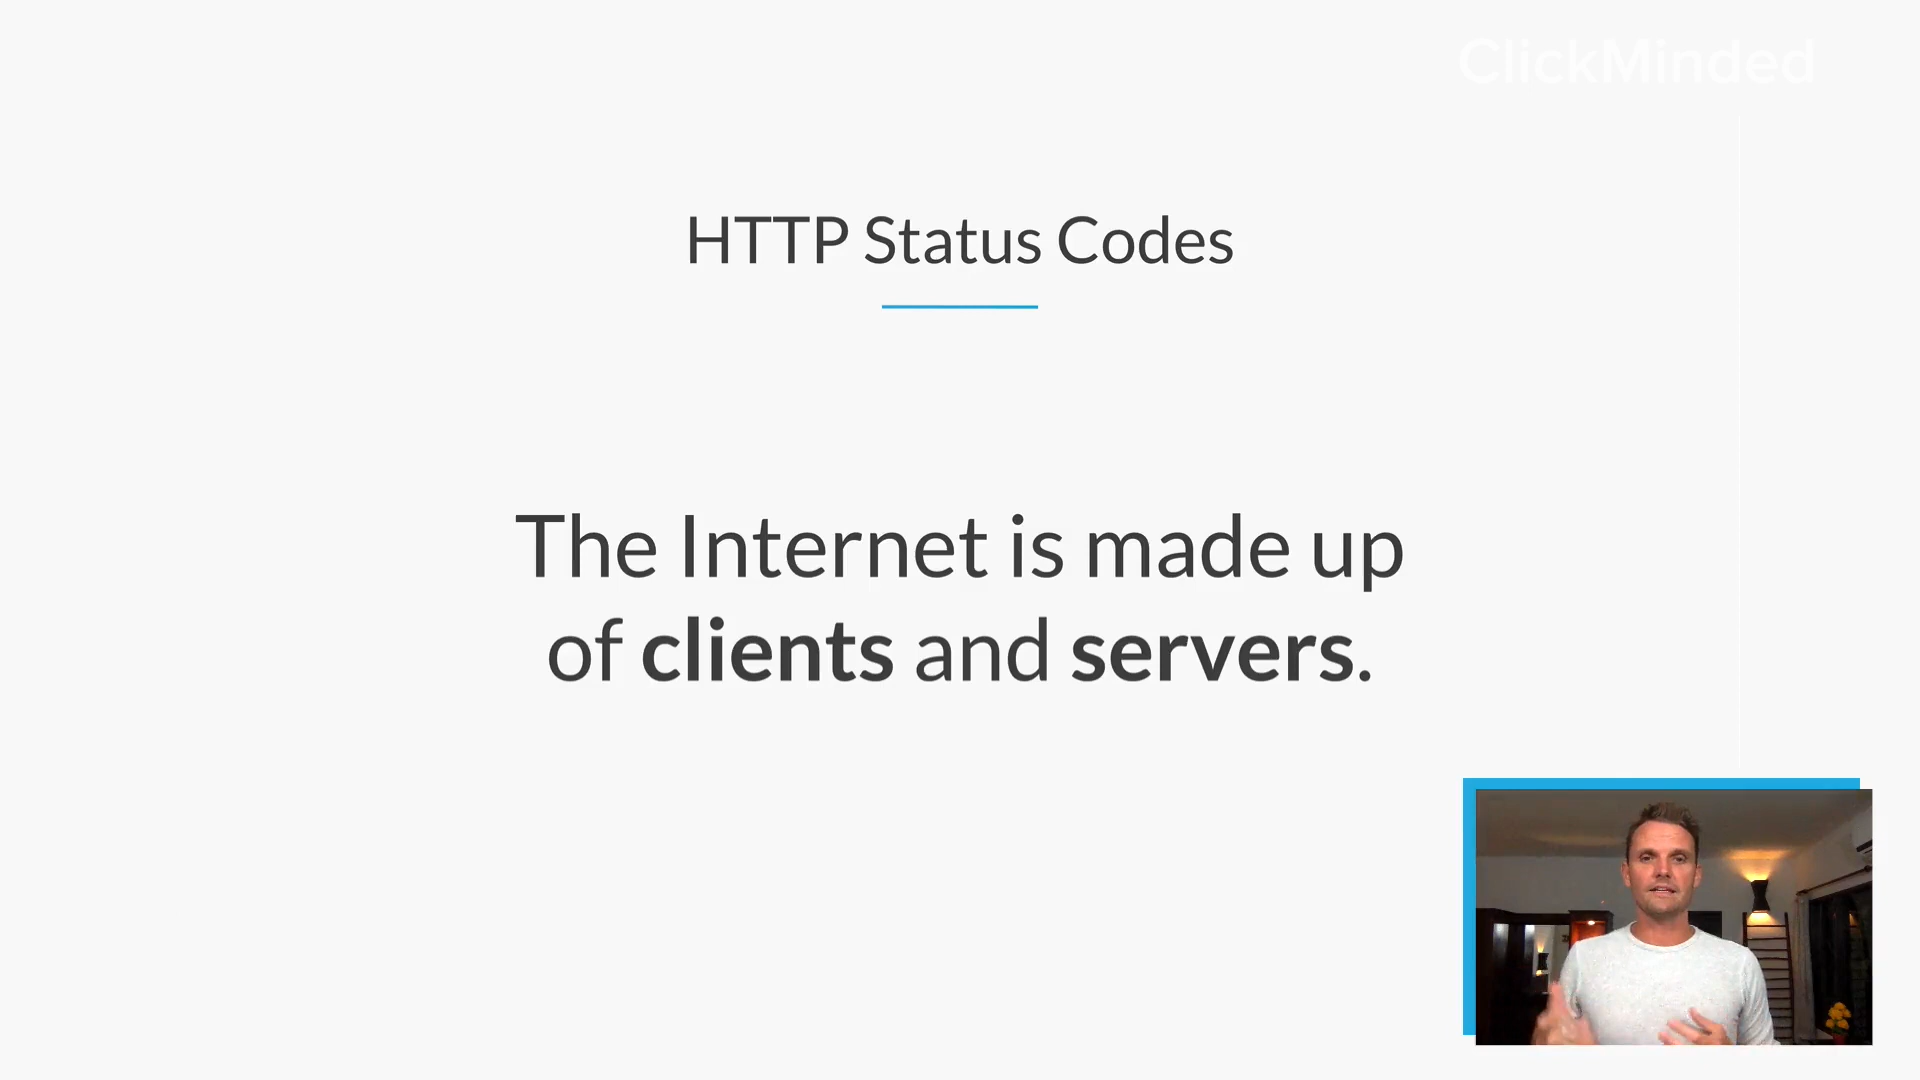 ClickMinded
HTTP Status Codes
The Internet is made up
of clients and servers.